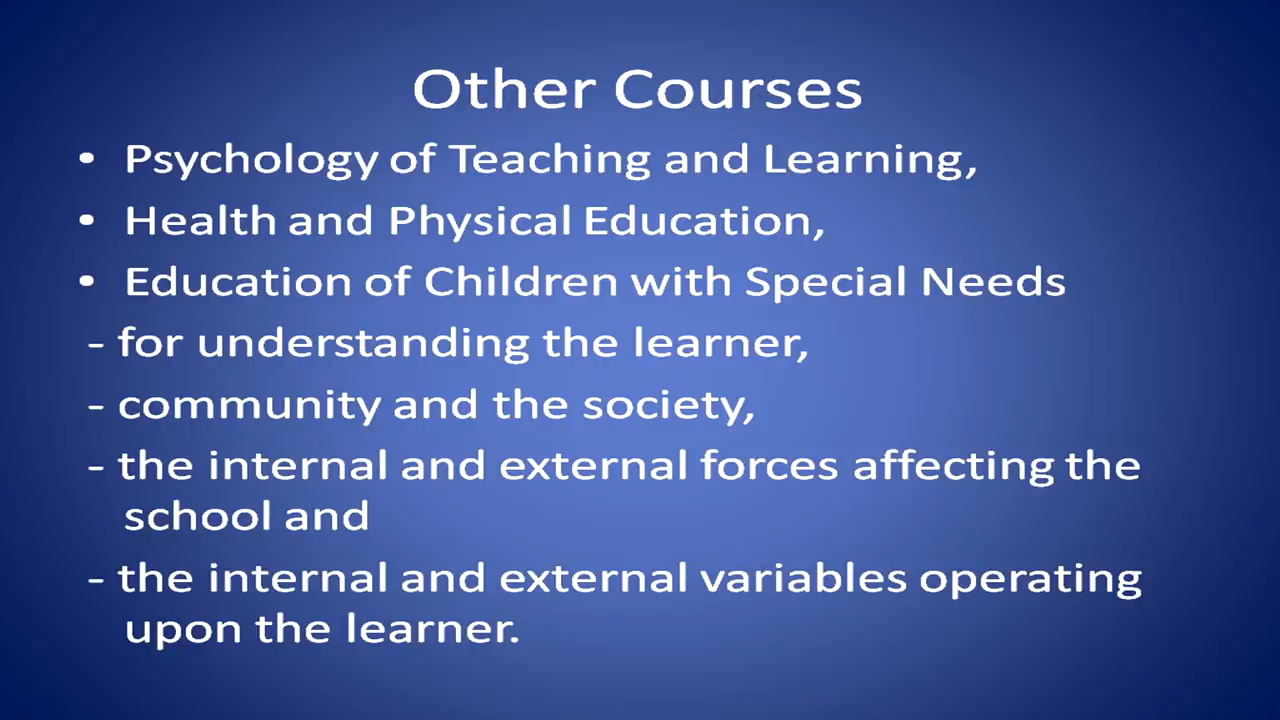 Other Courses
• Psychology of Teaching and Learning,
• Health and Physical Education,
• Education of Children with Special Needs
- for understanding the learner,
- community and the society,
- the internal and external forces affecting the
school and
- the internal and external variables operating
upon the learner.